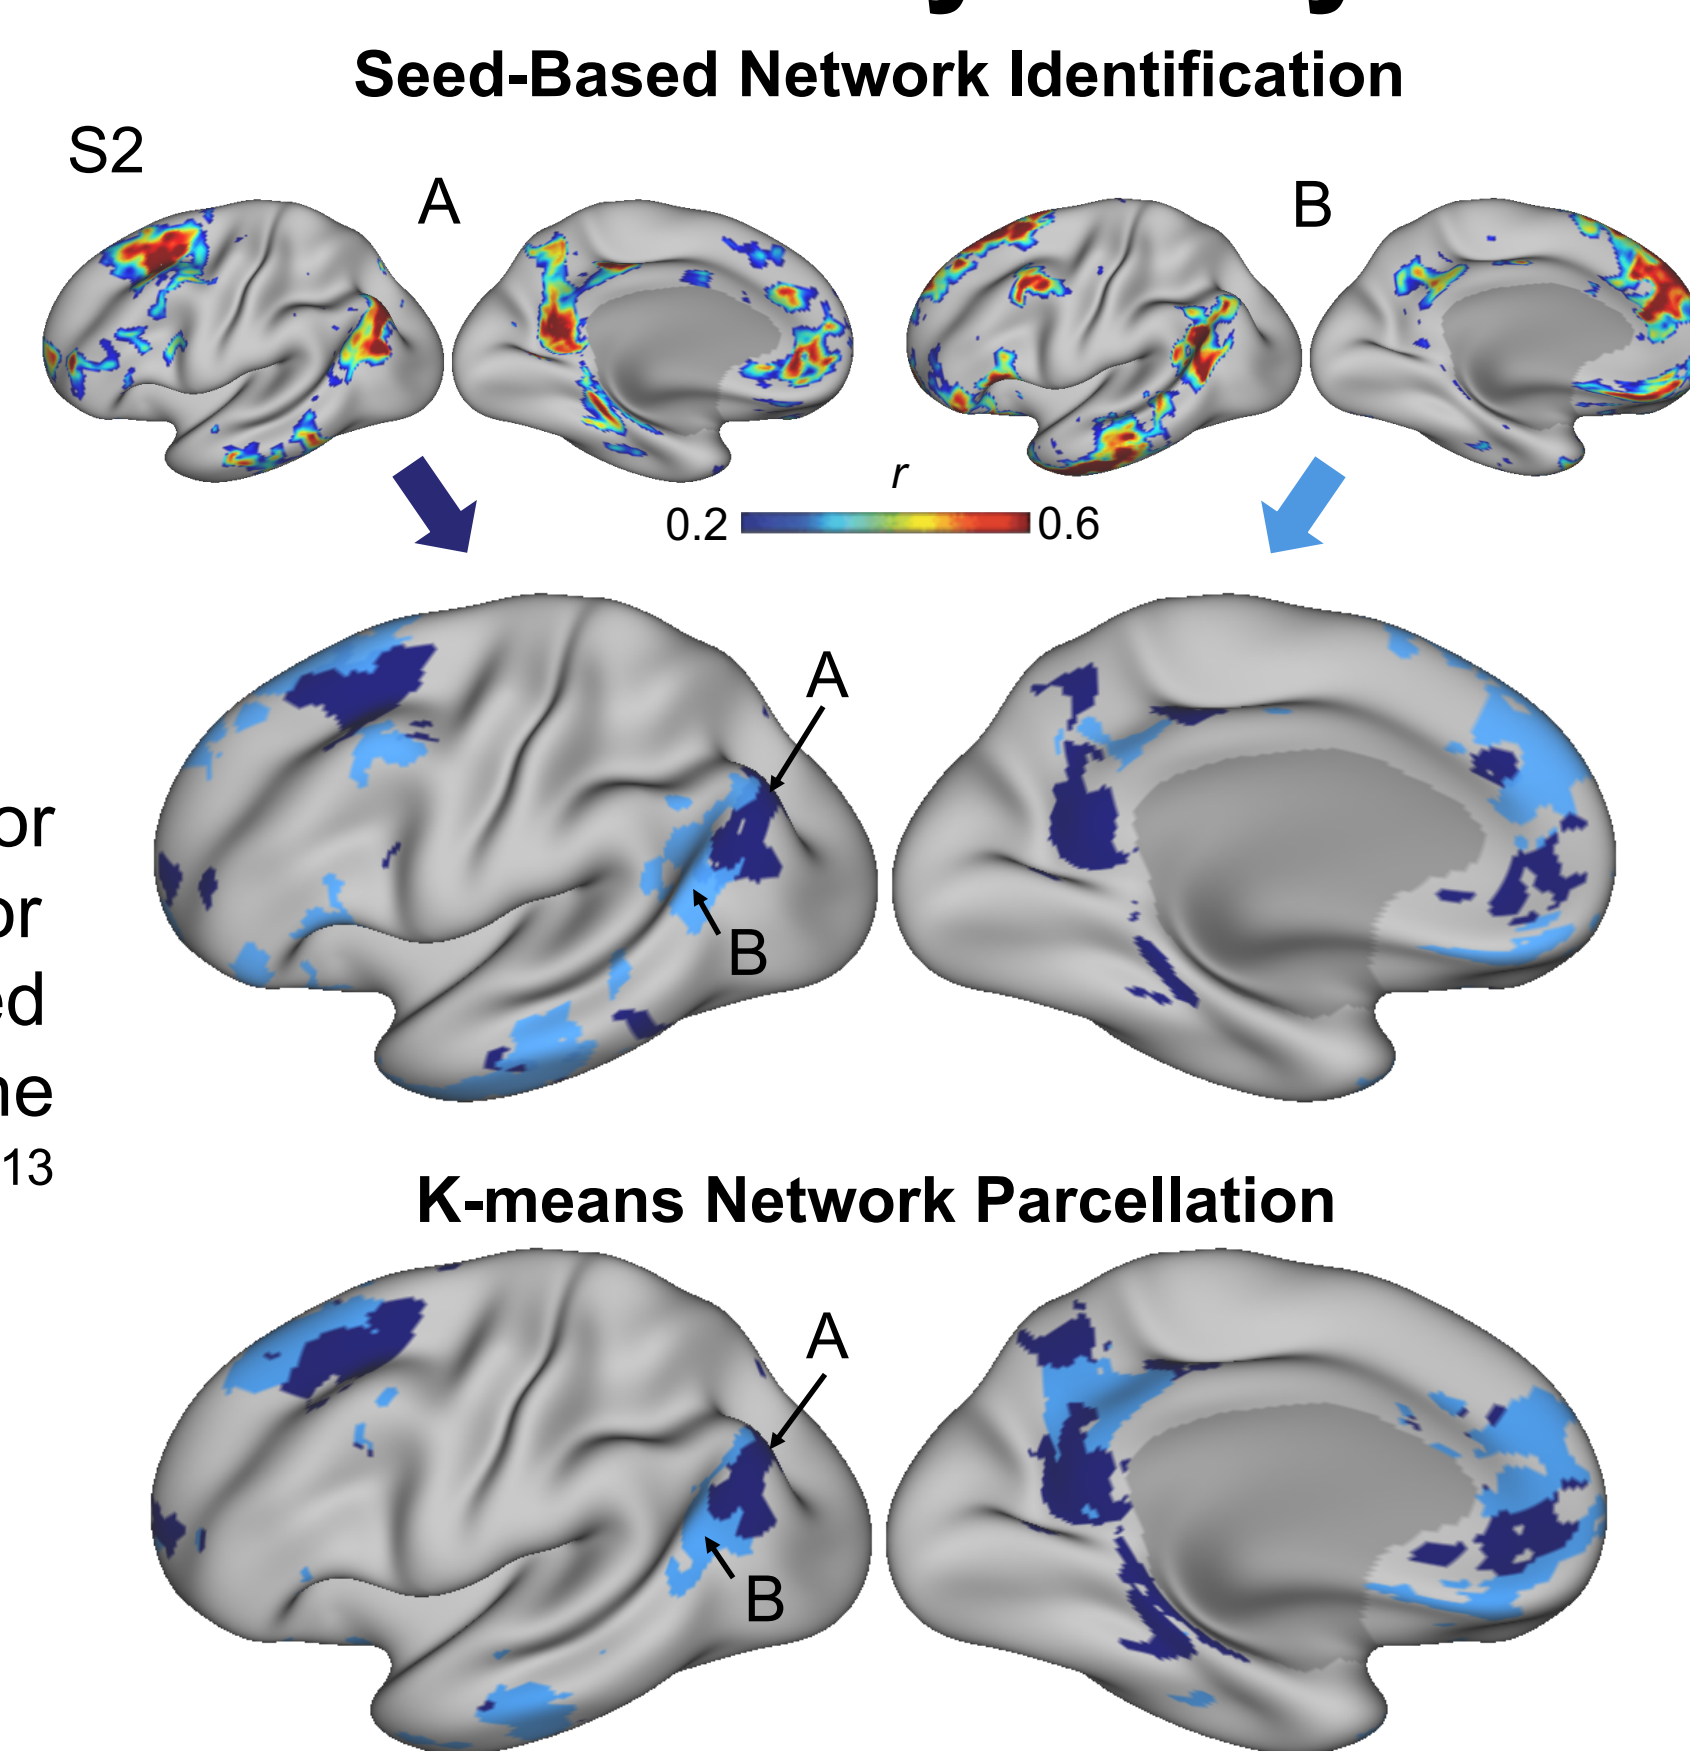 Seed-Based Network Identification
S2
A
B
r
0.2
0.6
A
B
or
or
ed
ne
13
K-means Network Parcellation
A
B